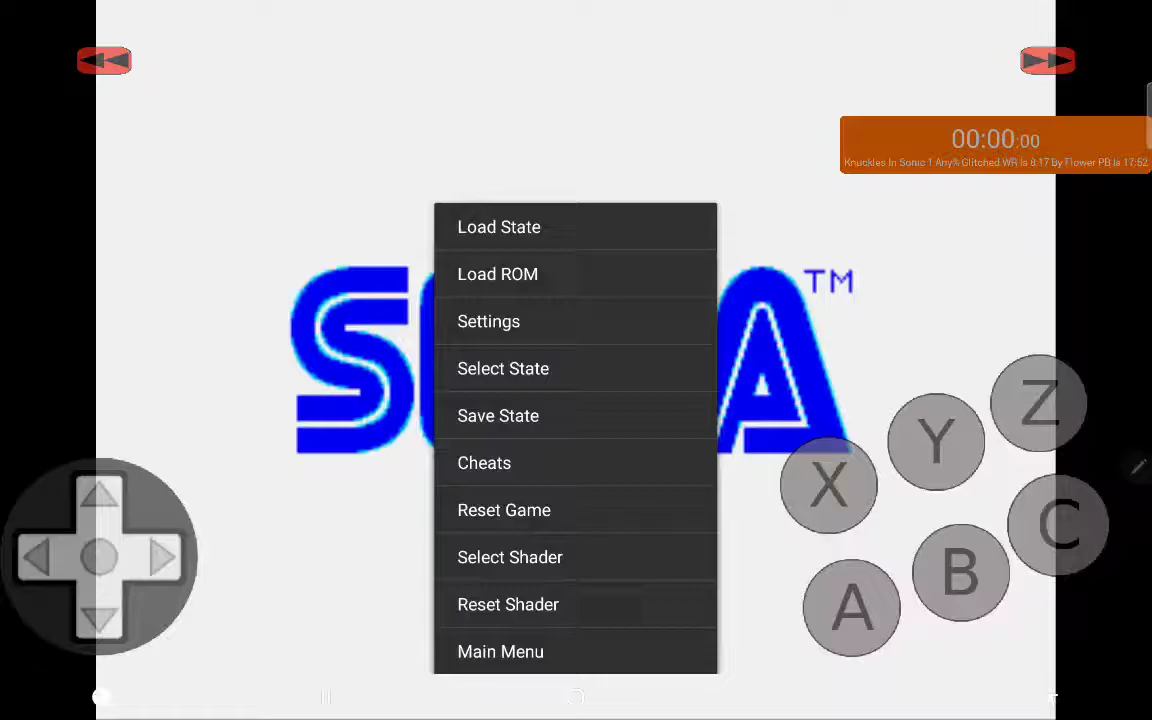 00:00:00
Knuckles In Sonic 1 Any% Glitched WR Is 8:17 By Flower PB Is 17:52
Load State
Load ROM
Settings
Select State
Save State
Cheats
Reset Game
Select Shader
Reset Shader
Main Menu
TM
X
Y
Z
A
B
C